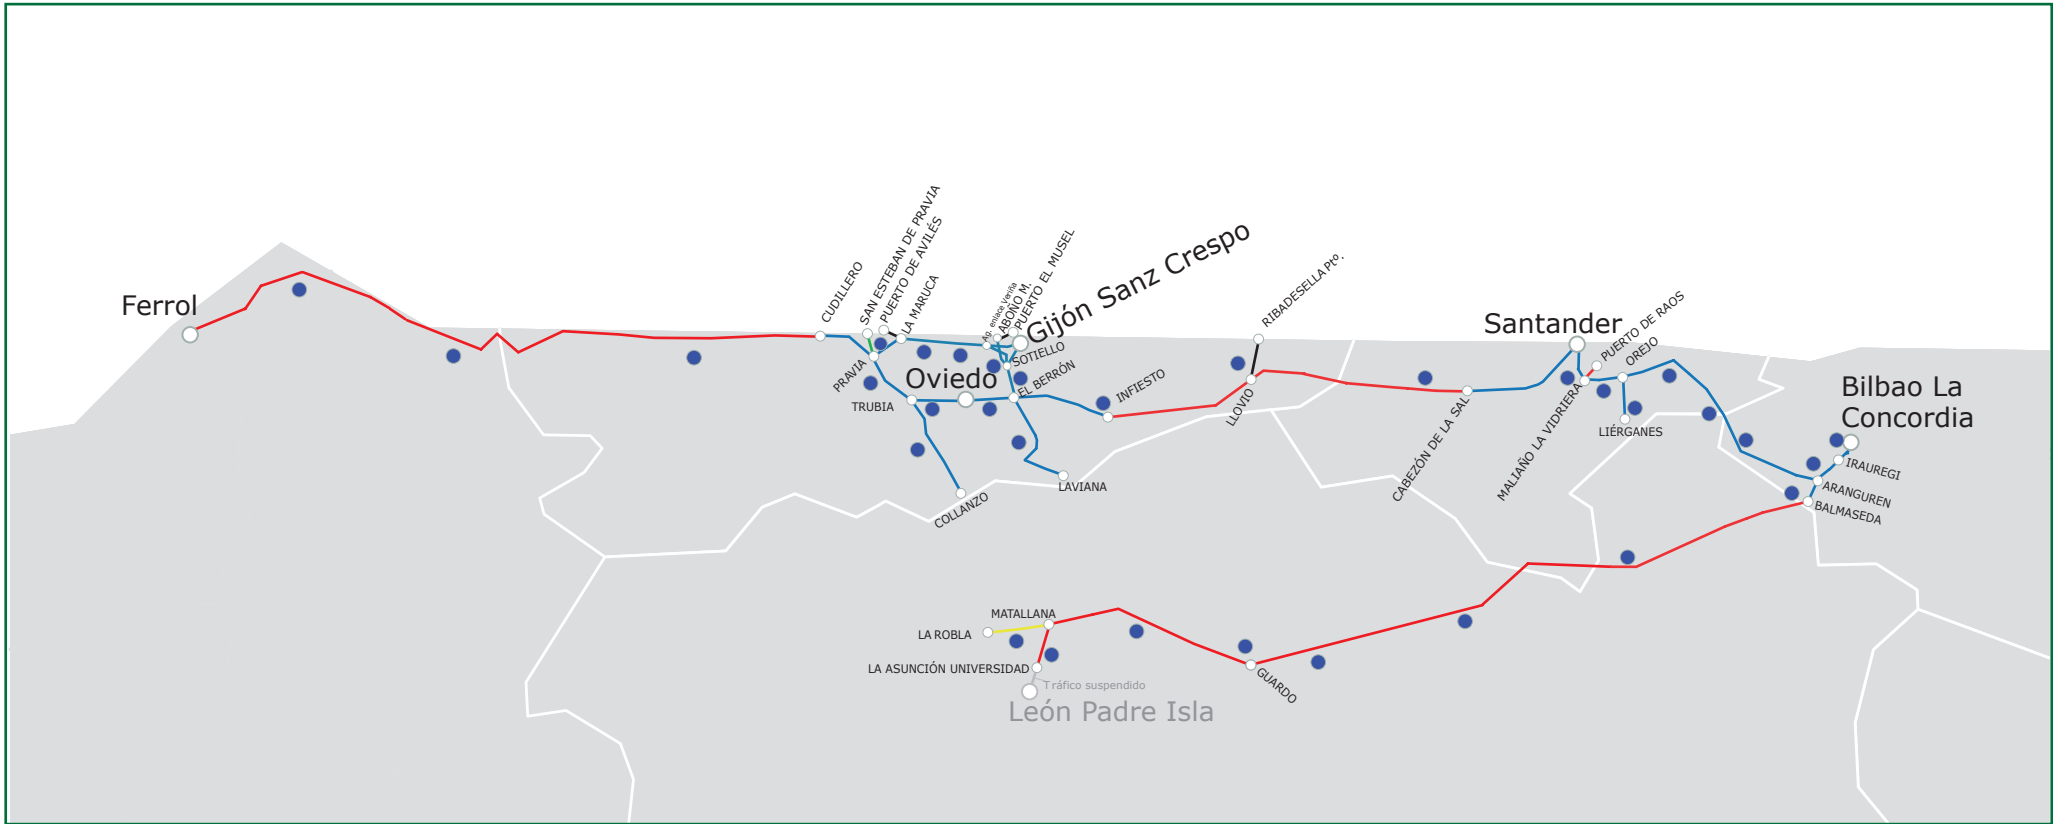 Ferrol
CUDILLERO
SAN ESTEBAN DE PRAVIA
PUERTO DE AVILÉS
LA MARUCA
Ag. enlace Veriña
ABOÑO M.
PUERTO EL MUSEL
Gijón Sanz Crespo
SOTIELLO
PRAVIA
Oviedo
EL BERRÓN
TRUBIA
INFIESTO
COLLANZO
LAVIANA
RIBADESELLA Pto.
LLOVIO
Santander
PUERTO DE RAOS
OREJO
CABEZÓN DE LA SAL
MALIAÑO LA VIDRIERA
LIÉRGANES
Bilbao La
Concordia
IRAUREGI
ARANGUREN
BALMASEDA
MATALLANA
LA ROBLA
LA ASUNCIÓN UNIVERSIDAD
Tráfico suspendido
León Padre Isla
GUARDO